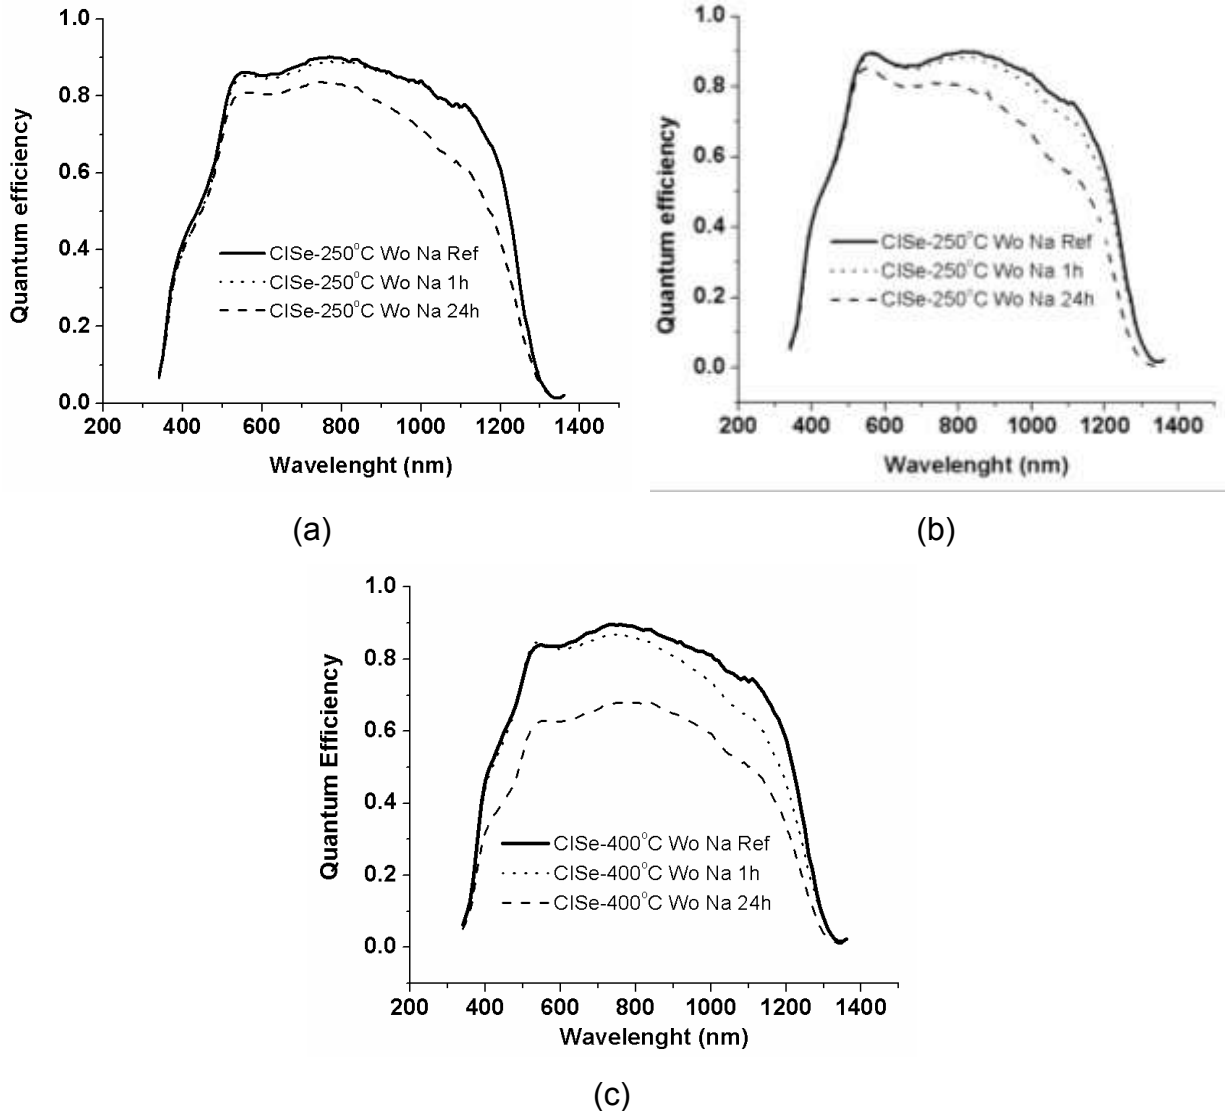 1.0
0.8
0.6
0.4
0.2
0.0
Quantum efficiency
CISe-250°C Wo Na Ref
CISe-250°C Wo Na 1h
CISe-250°C Wo Na 24h
200 400 600 800 1000 1200 1400
Wavelenght (nm)
(a)
1.0
0.8
0.6
0.4
0.2
0.0
Quantum efficiency
CISe-250°C Wo Na Ref
CISe-250°C Wo Na 1h
CISe-250°C Wo Na 24h
200 400 600 800 1000 1200 1400
Wavelenght (nm)
(b)
1.0
0.8
0.6
0.4
0.2
0.0
Quantum Efficiency
CISe-400°C Wo Na Ref
CISe-400°C Wo Na 1h
CISe-400°C Wo Na 24h
200 400 600 800 1000 1200 1400
Wavelenght (nm)
(c)